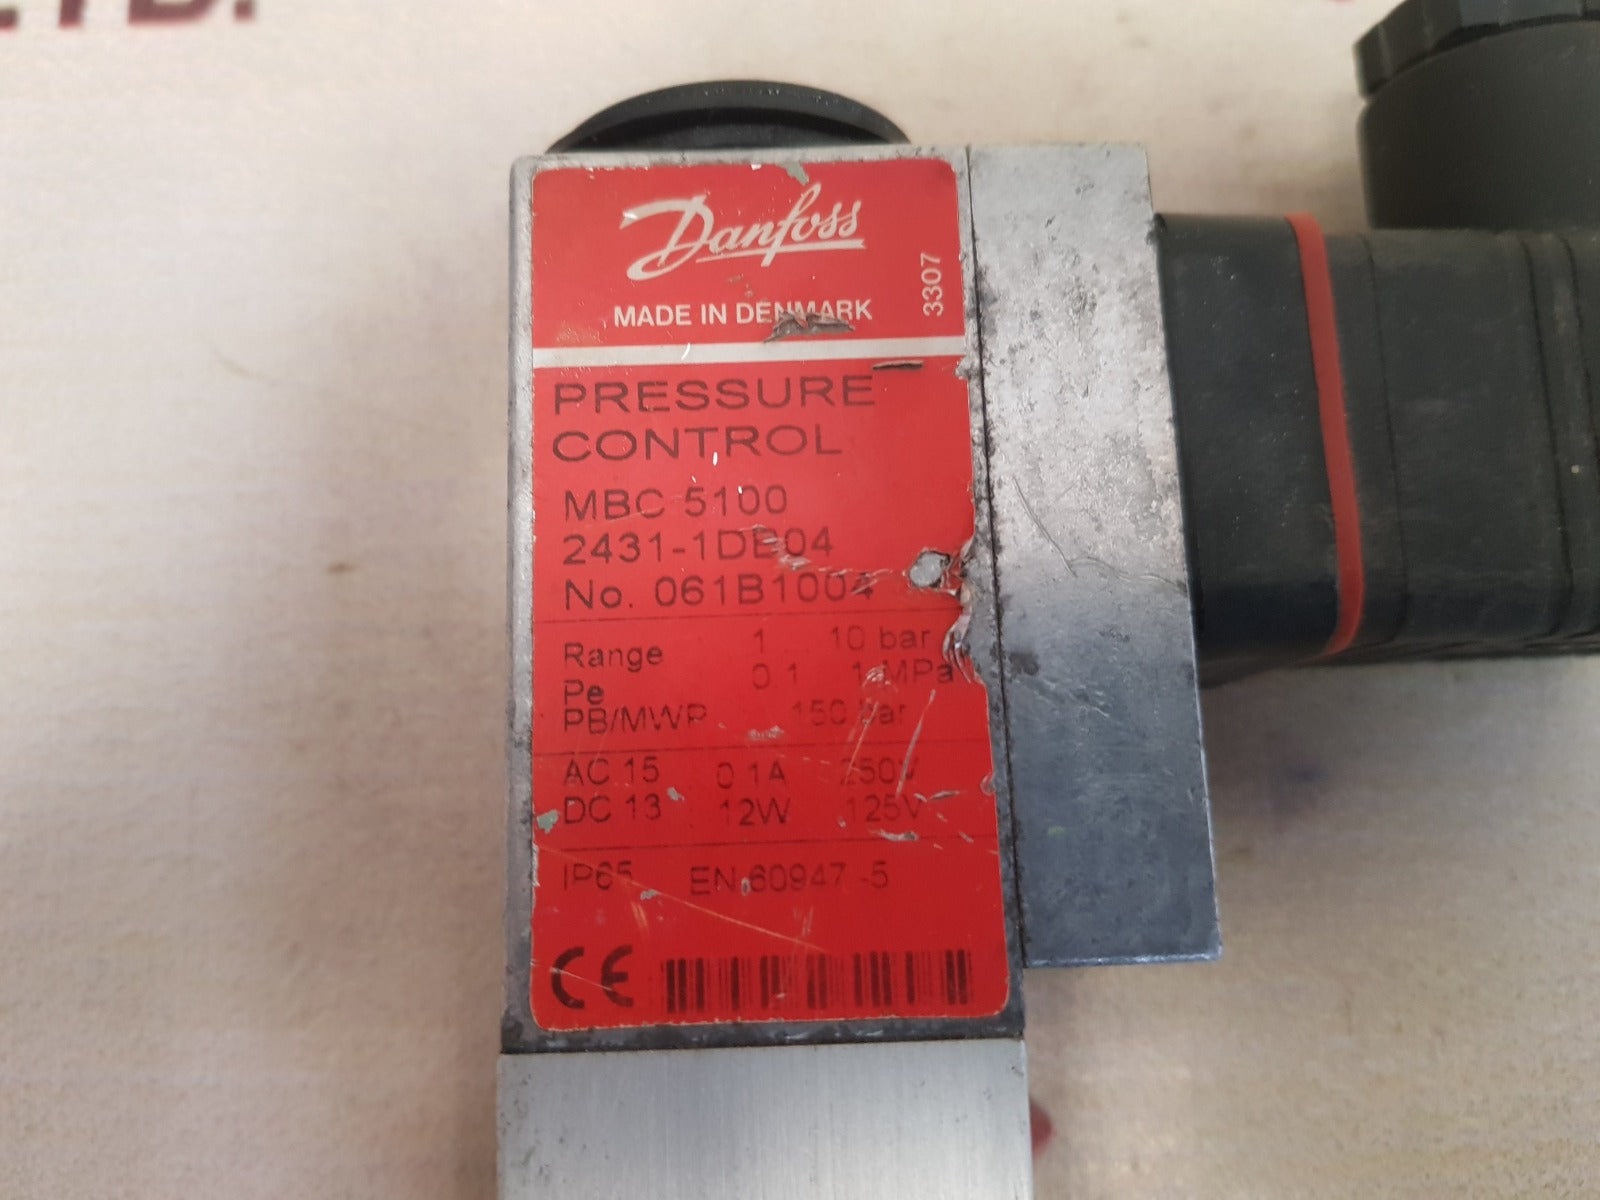 LTD.
Danfoss
MADE IN DENMARK
3307
PRESSURE
CONTROL
MBC 5100
2431-1DB04
No. 061B1004
Range 1 10 bar
Pe 0.1 1 MPa
PB/MWP 150 bar
AC 15 0.1A 250V
DC 13 12W 125V
IP65 EN 60947 -5
CE